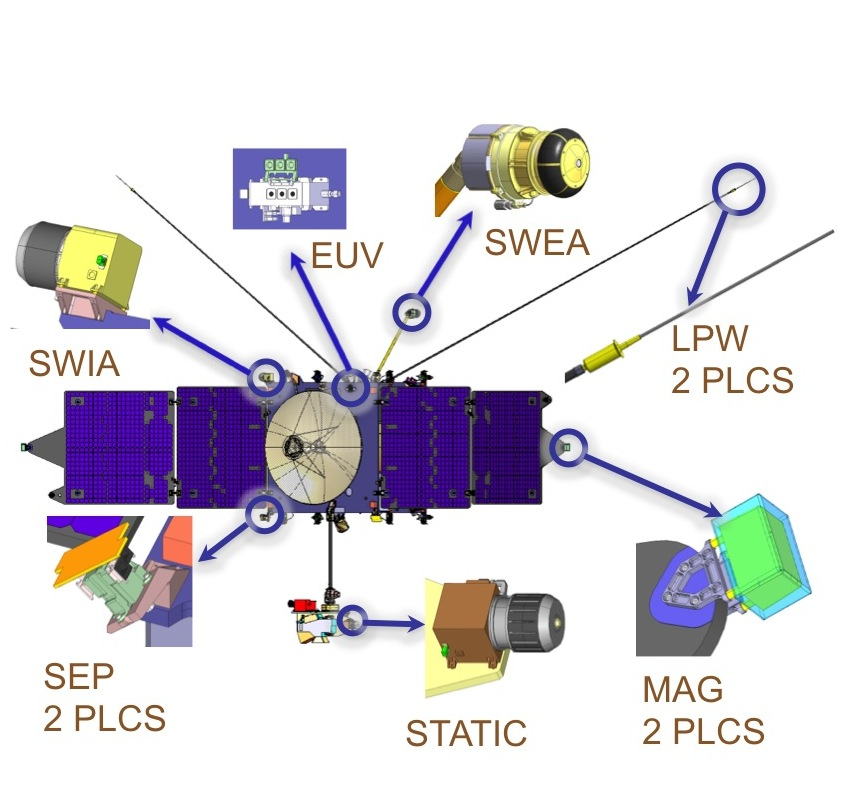 EUV
SWEA
SWIA
LPW
2 PLCS
SEP
2 PLCS
STATIC
MAG
2 PLCS